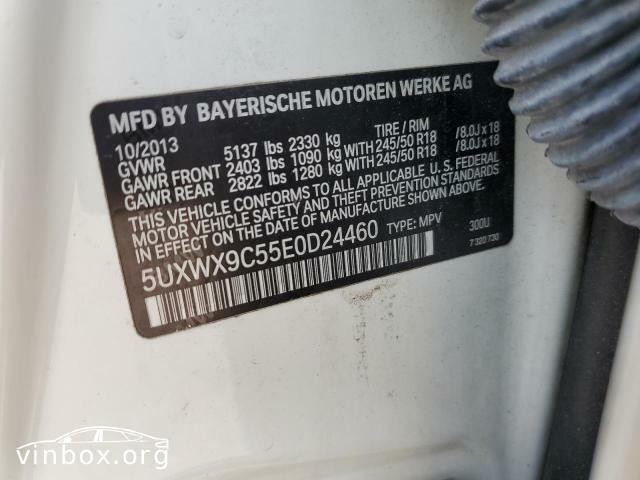 MFD BY BAYERISCHE MOTOREN WERKE AG
10/2013 TIRE / RIM
GVWR 5137 lbs 2330 kg
GAWR FRONT 2403 lbs 1090 kg WITH 245/50 R18 /8.0J x 18
GAWR REAR 2822 lbs 1280 kg WITH 245/50 R18 /8.0J x 18
THIS VEHICLE CONFORMS TO ALL APPLICABLE U. S. FEDERAL
MOTOR VEHICLE SAFETY AND THEFT PREVENTION STANDARDS
IN EFFECT ON THE DATE OF MANUFACTURE SHOWN ABOVE.
5UXWX9C55E0D24460 TYPE: MPV 300U
7 320 730
vinbox.org